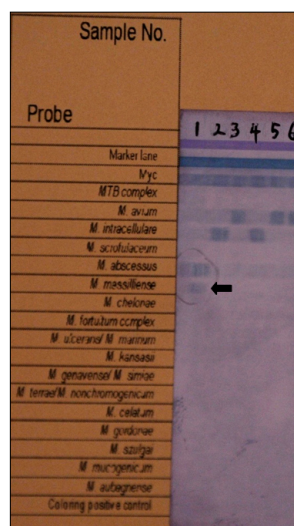 Sample No.
Probe
1 2 3 4 5 6
Marker lane
Myc
MTB complex
M. avium
M. intracellulare
M. scrofulaceum
M. abscessus
M. massiliense
M. chelonae
M. fortuitum complex
M. ulcerans/ M. marinum
M. kansasii
M. genavense/ M. simiae
M. terrae/M. nonchromogenicum
M. celatum
M. gordonae
M. szulgai
M. mucogenicum
M. aubagnense
Coloring positive control